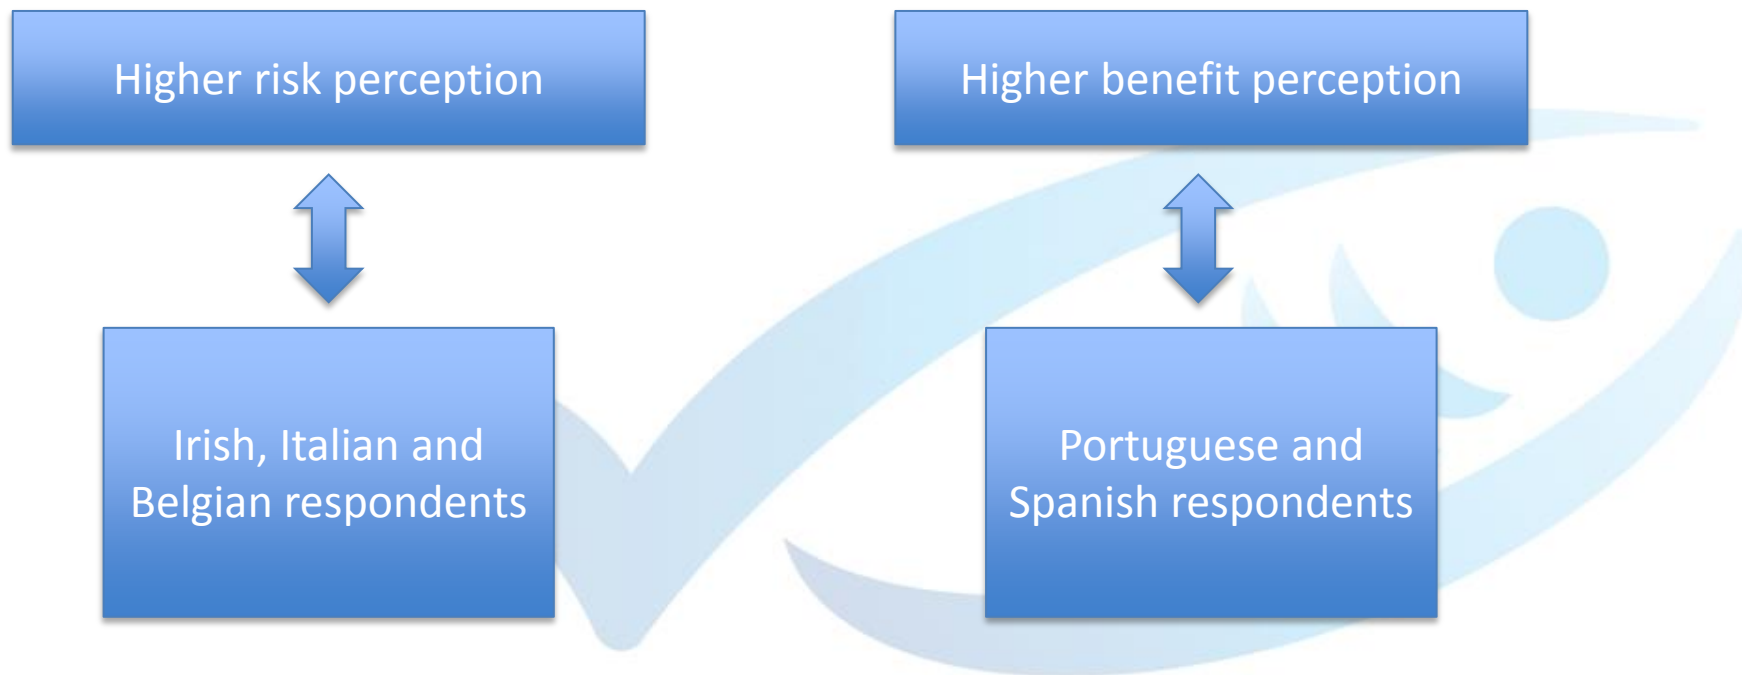 Higher risk perception
Higher benefit perception
Irish, Italian and
Belgian respondents
Portuguese and
Spanish respondents